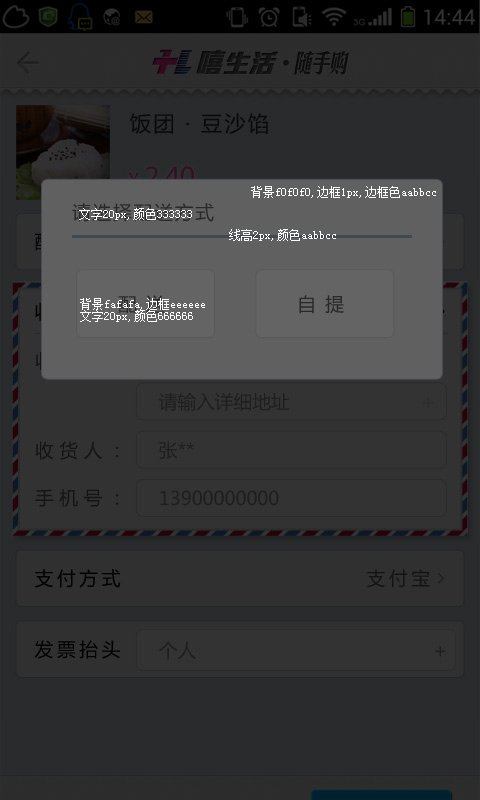 3G 14:44
嘻生活·随手购
饭团·豆沙馅
¥2.40
背景f0f0f0,边框1px,边框色aabbcc
请选择配送方式
文字20px,颜色333333
线高2px,颜色aabbcc
背景fafafa,边框eeeeee
自提
文字20px,颜色666666
请输入详细地址 +
收货人: 张**
手机号: 13900000000
支付方式 支付宝 >
发票抬头 个人 +